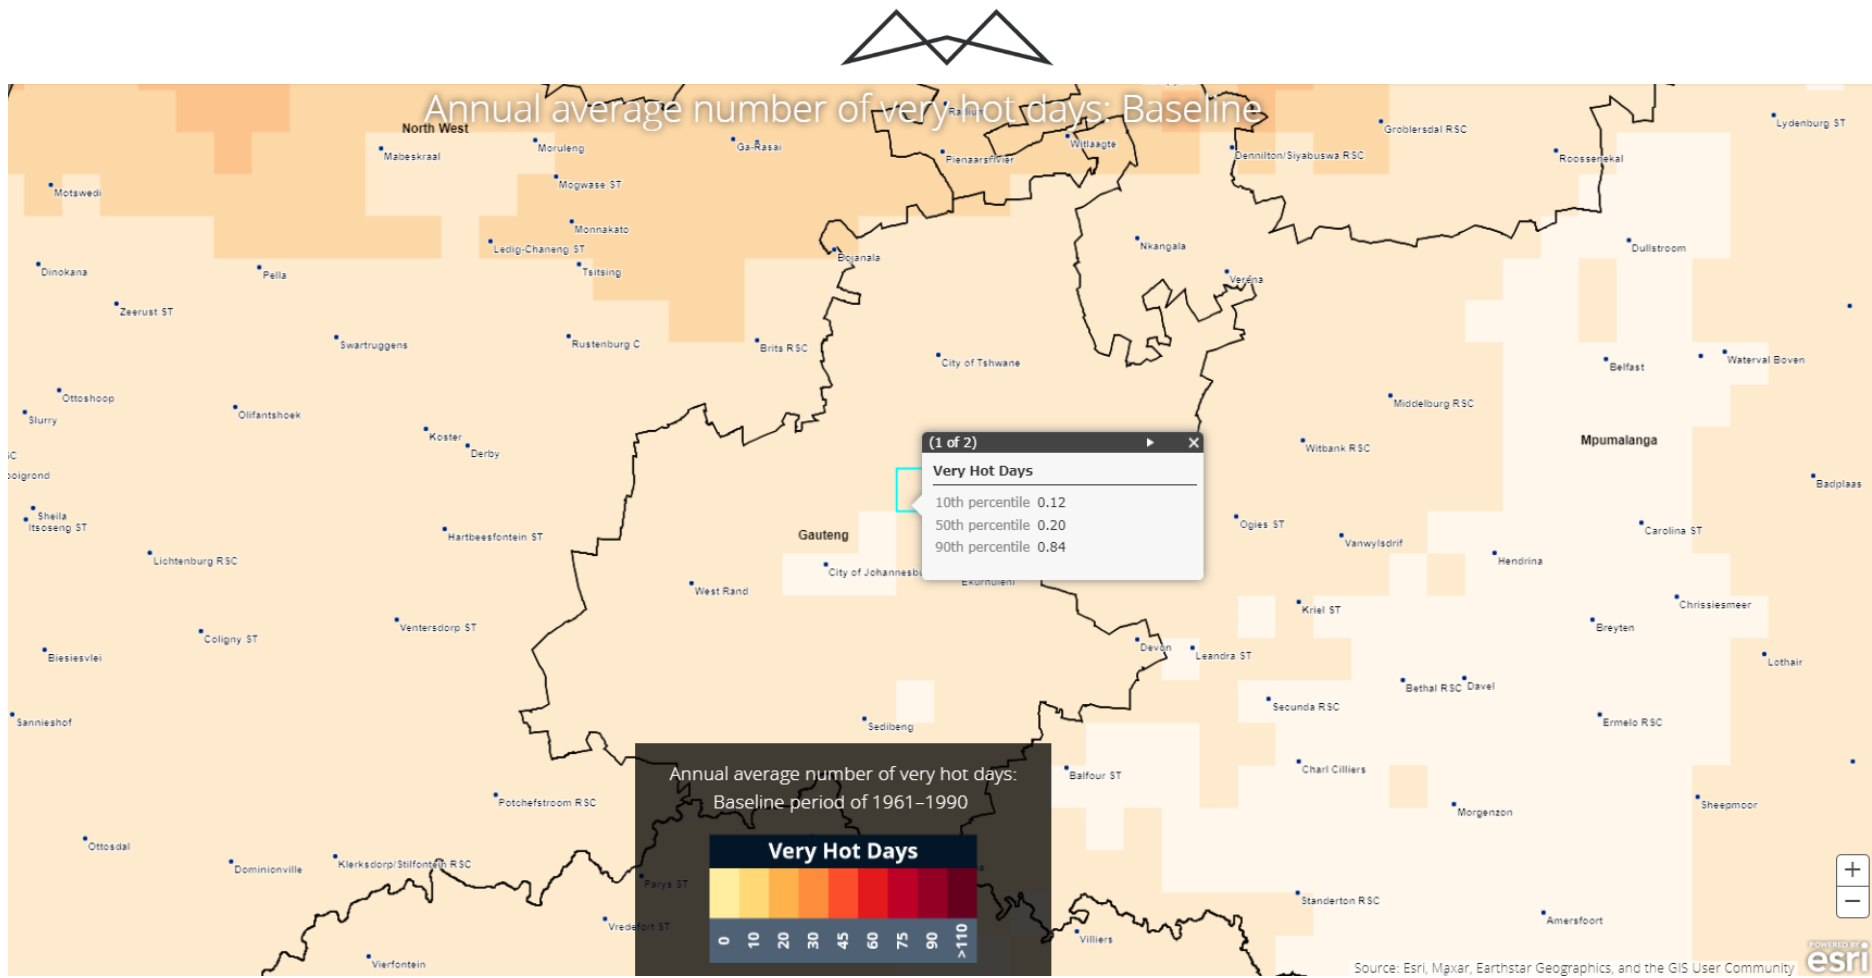 Annual average number of very hot days: Baseline
Radium
Groblersdal RSC
Lydenburg ST
North West
Mabeskraal
Moruleng
Ga-Rasai
Pienaarsrivier
Witlaagte
Dennilton/Siyabuswa RSC
Roossenekal
Motswedi
Mogwase ST
Monnakato
Ledig-Chaneng ST
Nkangala
Dullstroom
Bojanala
Dinokana
Pella
Tsitsing
Verena
Zeerust ST
Swartruggens
Rustenburg C
Brits RSC
City of Tshwane
Belfast
Waterval Boven
Ottoshoop
Slurry
Olifantshoek
Middelburg RSC
Koster
Derby
Witbank RSC
Mpumalanga
(1 of 2)
Very Hot Days
10th percentile 0.12
50th percentile 0.20
90th percentile 0.84
ooigrond
Badplaas
Sheila
Itsoseng ST
Hartbeesfontein ST
Gauteng
Ogies ST
Vanwylsdrif
Carolina ST
Lichtenburg RSC
Hendrina
City of Johannesbu
Ekurhuleni
West Rand
Kriel ST
Chrissiesmeer
Coligny ST
Ventersdorp ST
Breyten
Biesiesvlei
Devon
Leandra ST
Lothair
Bethal RSC
Davel
Sannieshof
Sedibeng
Secunda RSC
Ermelo RSC
Annual average number of very hot days:
Baseline period of 1961–1990
Balfour ST
Charl Cilliers
Potchefstroom RSC
Morgenzon
Sheepmoor
Ottosdal
Very Hot Days
Dominionville
Klerksdorp/Stilfontein RSC
Parys ST
Standerton RSC
Amersfoort
Vredefort ST
0 10 20 30 45 60 75 90 >110
Villiers
Vierfontein
+
−
POWERED BY
esri
Source: Esri, Maxar, Earthstar Geographics, and the GIS User Community